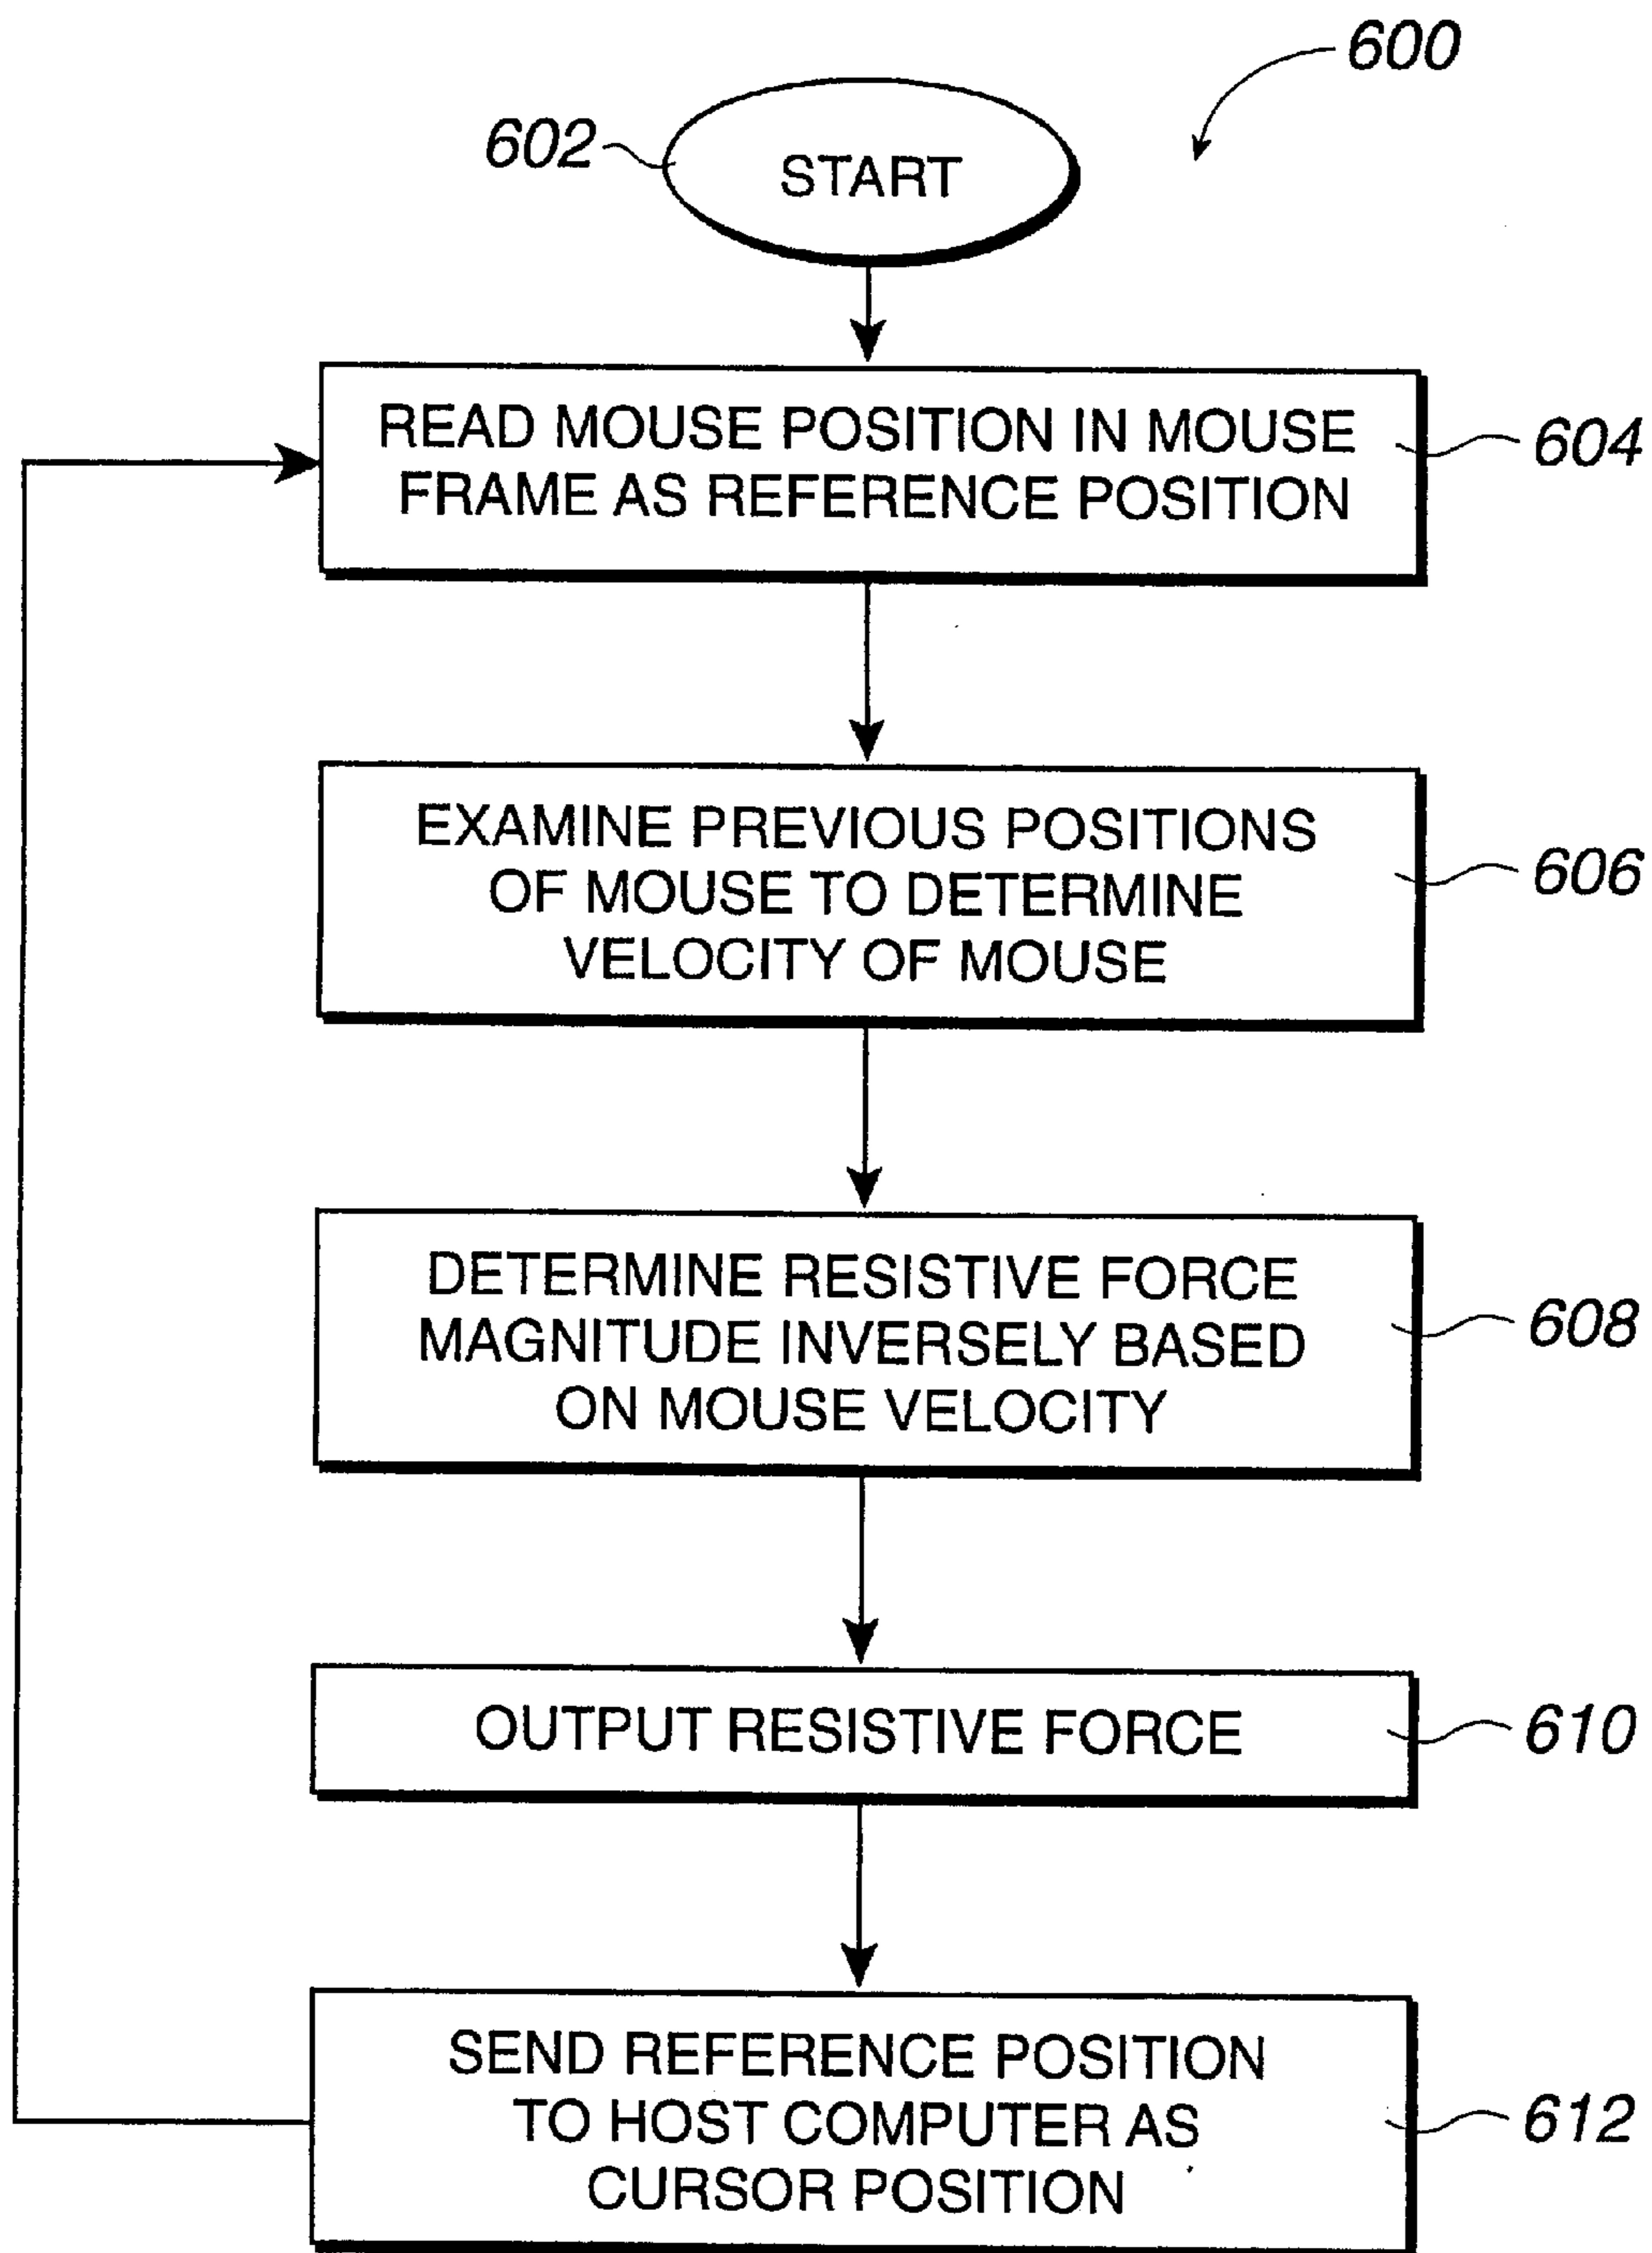 600
602
START
READ MOUSE POSITION IN MOUSE
FRAME AS REFERENCE POSITION
604
EXAMINE PREVIOUS POSITIONS
OF MOUSE TO DETERMINE
VELOCITY OF MOUSE
606
DETERMINE RESISTIVE FORCE
MAGNITUDE INVERSELY BASED
ON MOUSE VELOCITY
608
OUTPUT RESISTIVE FORCE
610
SEND REFERENCE POSITION
TO HOST COMPUTER AS
CURSOR POSITION
612